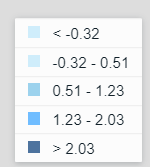 < -0.32
-0.32 - 0.51
0.51 - 1.23
1.23 - 2.03
> 2.03